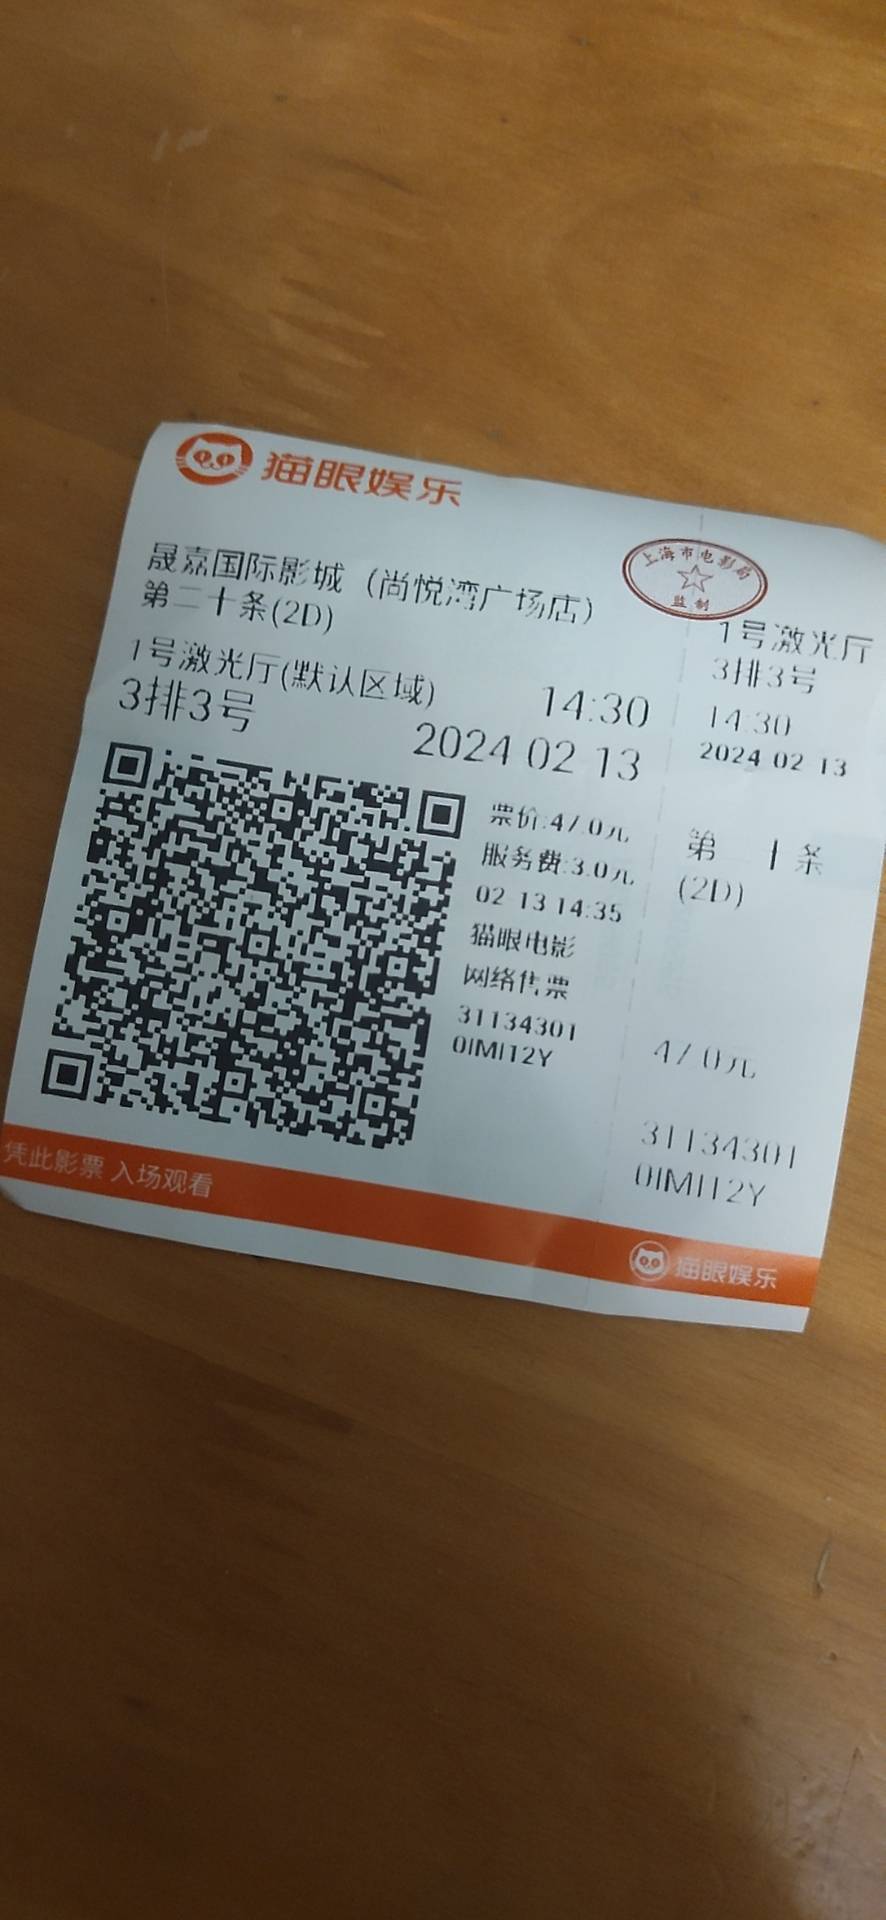 猫眼娱乐
晟嘉国际影城（尚悦湾广场店）
第二十条(2D)
1号激光厅(默认区域)
3排3号
14:30
2024 02 13
票价:47.0元
服务费:3.0元
02 13 14:35
猫眼电影
网络售票
31134301
0IMI12Y
上海市电影局
监制
1号激光厅
3排3号
14:30
2024 02 13
第 十条
(2D)
47.0元
31134301
0IMI12Y
凭此影票 入场观看
猫眼娱乐